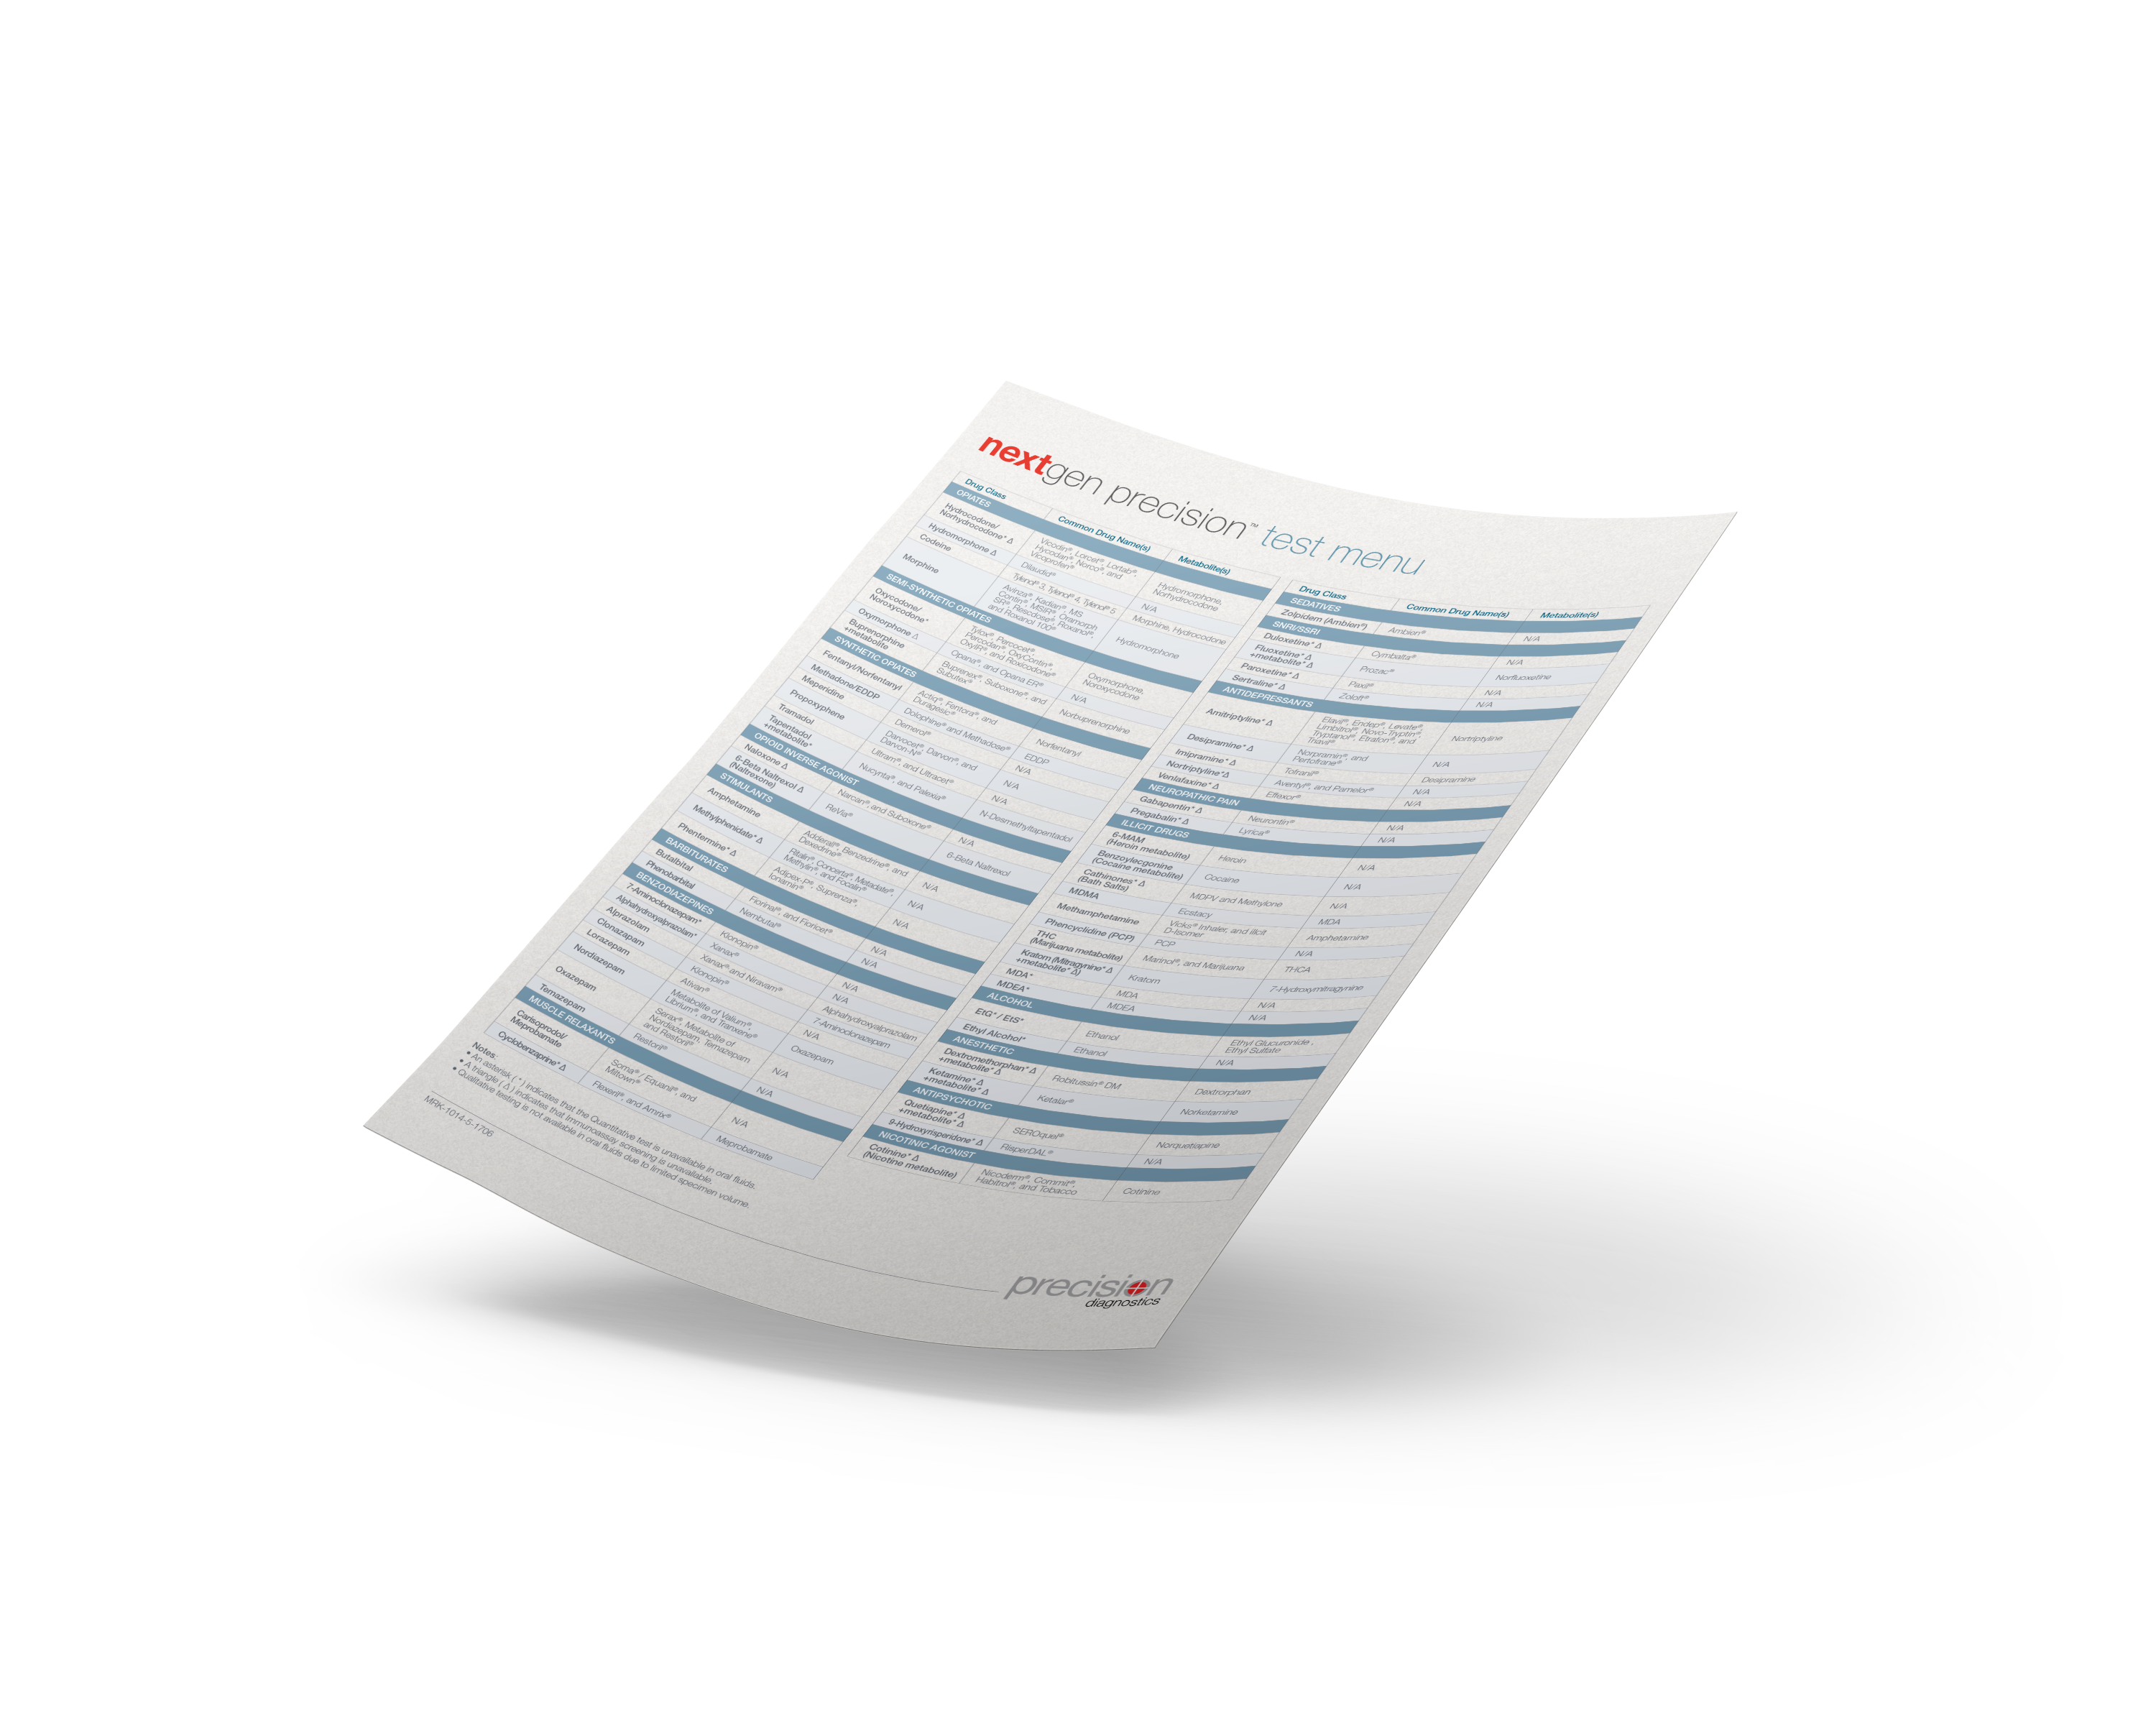 nextgen precision™ test menu
Drug Class Common Drug Name(s) Metabolite(s)
OPIATES
Hydrocodone/ Vicodin®, Lorcet®, Lortab®, Hydromorphone,
Norhydrocodone* Δ Hycodan®, Norco®, and Norhydrocodone
Vicoprofen®
Hydromorphone Δ Dilaudid® N/A
Codeine Tylenol® 3, Tylenol® 4, Tylenol® 5 Morphine, Hydrocodone
Morphine Avinza®, Kadian®, MS Hydromorphone
Contin®, MSIR®, Oramorph
SR®, Rescdose®, Roxanol®,
and Roxanol 100®
SEMI-SYNTHETIC OPIATES
Oxycodone/ Tylox®, Percocet® Oxymorphone,
Noroxycodone* Percodan®, OxyContin®, Noroxycodone
OxyIR®, and Roxicodone®
Oxymorphone Δ Opana®, and Opana ER® N/A
Buprenorphine Buprenex®, Suboxone®, and Norbuprenorphine
+metabolite Subutex®
SYNTHETIC OPIATES
Fentanyl/Norfentanyl Actiq®, Fentora®, and Norfentanyl
Duragesic®
Methadone/EDDP Dolophine® and Methadose® EDDP
Meperidine Demerol® N/A
Propoxyphene Darvocet®, Darvon®, and N/A
Darvon-N®
Tramadol Ultram®, and Ultracet® N/A
Tapentadol Nucynta®, and Palexia® N-Desmethyltapentadol
+metabolite*
OPIOID INVERSE AGONIST
Naloxone Δ Narcan®, and Suboxone® N/A
6-Beta Naltrexol Δ ReVia® 6-Beta Naltrexol
(Naltrexone)
STIMULANTS
Amphetamine Adderall®, Benzedrine®, and N/A
Dexedrine®
Methylphenidate* Δ Ritalin®, Concerta®, Metadate®, N/A
Methylin®, and Focalin®
Phentermine* Δ Adipex-P®, Suprenza®, N/A
Ionamin®
BARBITURATES
Butalbital Fiorinal®, and Fioricet® N/A
Phenobarbital Nembutal® N/A
BENZODIAZEPINES
7-Aminoclonazepam* Klonopin® N/A
Alphahydroxyalprazolam* Xanax® N/A
Alprazolam Xanax® and Niravam® Alphahydroxyalprazolam
Clonazapam Klonopin® 7-Aminoclonazepam
Lorazepam Ativan® N/A
Nordiazepam Metabolite of Valium®, Oxazepam
Librium®, and Tranxene®
Oxazepam Serax®, Metabolite of N/A
Nordiazepam, Temazepam
and Restoril®
Temazepam Restoril® N/A
MUSCLE RELAXANTS
Carisoprodol/ Soma® / Equanil®, and N/A
Meprobamate Miltown®
Cyclobenzaprine* Δ Flexeril®, and Amrix® Meprobamate
Notes.
• An asterisk ( * ) indicates that the Quantitative test is unavailable in oral fluids.
• A triangle ( Δ ) indicates that Immunoassay screening is unavailable.
• Qualitative testing is not available in oral fluids due to limited specimen volume.
Drug Class Common Drug Name(s) Metabolite(s)
SEDATIVES
Zolpidem (Ambien®) Ambien® N/A
SNRI/SSRI
Duloxetine* Δ Cymbalta® N/A
Fluoxetine* Δ Prozac® Norfluoxetine
+metabolite* Δ
Paroxetine* Δ Paxil® N/A
Sertraline* Δ Zoloft® N/A
ANTIDEPRESSANTS
Amitriptyline* Δ Elavil®, Endep®, Levate®, Nortriptyline
Limbitrol®, Novo-Tryptin®,
Tryptanol®, Etrafon®, and
Triavil®
Desipramine* Δ Norpramin®, and N/A
Pertofrane®
Imipramine* Δ Tofranil® Desipramine
Nortriptyline*Δ Aventyl®, and Pamelor® N/A
Venlafaxine* Δ Effexor® N/A
NEUROPATHIC PAIN
Gabapentin* Δ Neurontin® N/A
Pregabalin* Δ Lyrica® N/A
ILLICIT DRUGS
6-MAM Heroin N/A
(Heroin metabolite)
Benzoylecgonine Cocaine N/A
(Cocaine metabolite)
Cathinones* Δ MDPV and Methylone N/A
(Bath Salts)
MDMA Ecstacy MDA
Methamphetamine Vicks® Inhaler, and illicit Amphetamine
D-Isomer
Phencyclidine (PCP) PCP N/A
THC Marinol®, and Marijuana THCA
(Marijuana metabolite)
Kratom (Mitragynine* Δ Kratom 7-Hydroxymitragynine
+metabolite* Δ)
MDA* MDA N/A
MDEA* MDEA N/A
ALCOHOL
EtG* / EtS* Ethanol Ethyl Glucuronide ,
Ethyl Sulfate
Ethyl Alcohol* Ethanol N/A
ANESTHETIC
Dextromethorphan* Δ Robitussin® DM Dextrorphan
+metabolite* Δ
Ketamine* Δ Ketalar® Norketamine
+metabolite* Δ
ANTIPSYCHOTIC
Quetiapine* Δ SEROquel® Norquetiapine
+metabolite* Δ
9-Hydroxyrisperidone* Δ RisperDAL® N/A
NICOTINIC AGONIST
Cotinine* Δ Nicoderm®, Commit®, Cotinine
(Nicotine metabolite) Habitrol®, and Tobacco
MRK-1014-5-1706
precision
diagnostics